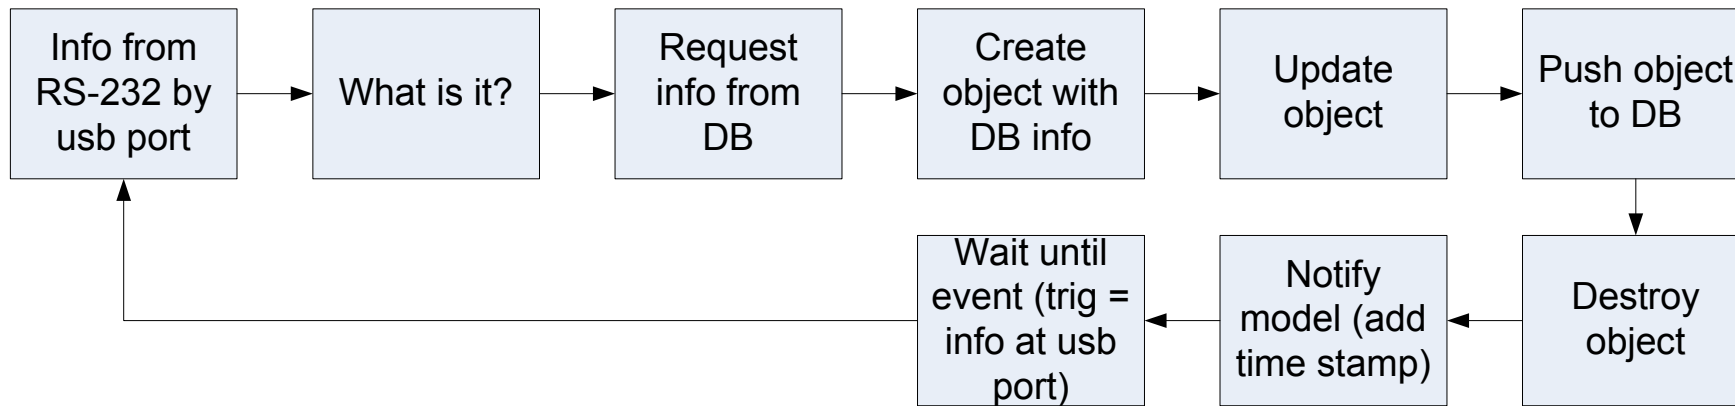 Info from
RS-232 by
usb port
What is it?
Request
info from
DB
Create
object with
DB info
Update
object
Push object
to DB
Destroy
object
Notify
model (add
time stamp)
Wait until
event (trig =
info at usb
port)